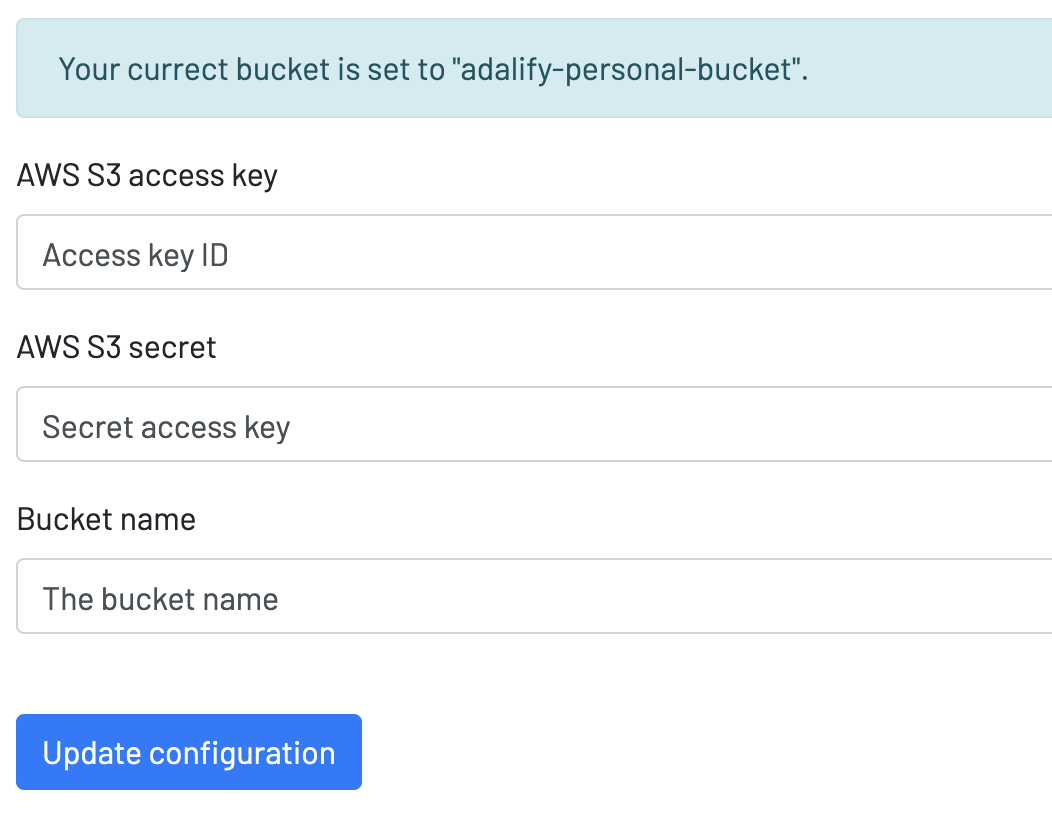 Your currect bucket is set to "adalify-personal-bucket".
AWS S3 access key
Access key ID
AWS S3 secret
Secret access key
Bucket name
The bucket name
Update configuration